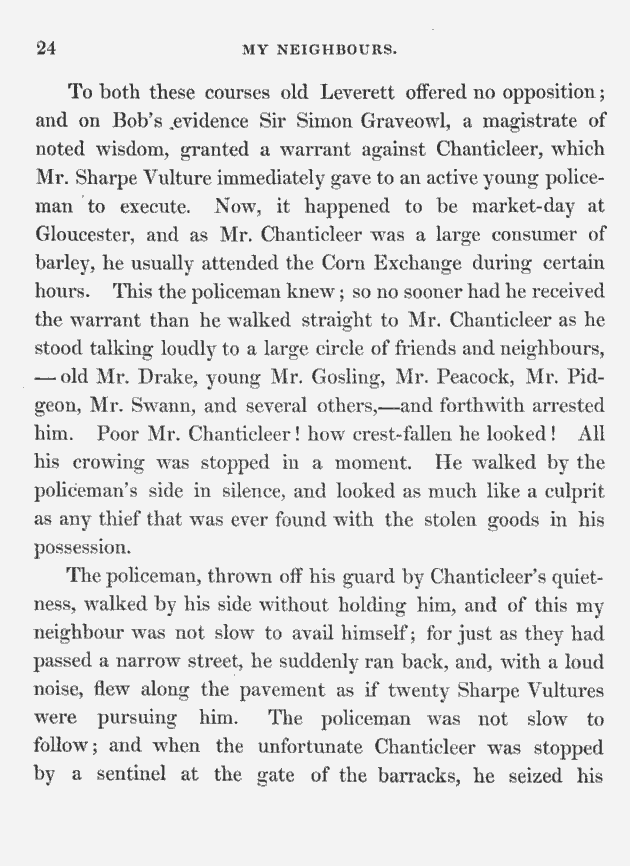 24 MY NEIGHBOURS.
To both these courses old Leverett offered no opposition;
and on Bob's evidence Sir Simon Graveowl, a magistrate of
noted wisdom, granted a warrant against Chanticleer, which
Mr. Sharpe Vulture immediately gave to an active young police-
man to execute. Now, it happened to be market-day at
Gloucester, and as Mr. Chanticleer was a large consumer of
barley, he usually attended the Corn Exchange during certain
hours. This the policeman knew; so no sooner had he received
the warrant than he walked straight to Mr. Chanticleer as he
stood talking loudly to a large circle of friends and neighbours,
—old Mr. Drake, young Mr. Gosling, Mr. Peacock, Mr. Pid-
geon, Mr. Swann, and several others,—and forthwith arrested
him. Poor Mr. Chanticleer! how crest-fallen he looked! All
his crowing was stopped in a moment. He walked by the
policeman's side in silence, and looked as much like a culprit
as any thief that was ever found with the stolen goods in his
possession.
The policeman, thrown off his guard by Chanticleer's quiet-
ness, walked by his side without holding him, and of this my
neighbour was not slow to avail himself; for just as they had
passed a narrow street, he suddenly ran back, and, with a loud
noise, flew along the pavement as if twenty Sharpe Vultures
were pursuing him. The policeman was not slow to
follow; and when the unfortunate Chanticleer was stopped
by a sentinel at the gate of the barracks, he seized his